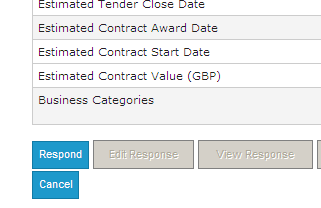 Estimated Tender Close Date
Estimated Contract Award Date
Estimated Contract Start Date
Estimated Contract Value (GBP)
Business Categories
Respond Edit Response View Response
Cancel